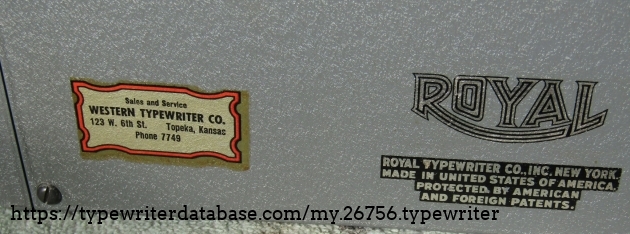 Sales and Service
WESTERN TYPEWRITER CO.
123 W. 6th St. Topeka, Kansas
Phone 7749
ROYAL
ROYAL TYPEWRITER CO., INC. NEW YORK.
MADE IN UNITED STATES OF AMERICA.
PROTECTED BY AMERICAN
AND FOREIGN PATENTS.
https://typewriterdatabase.com/my.26756.typewriter